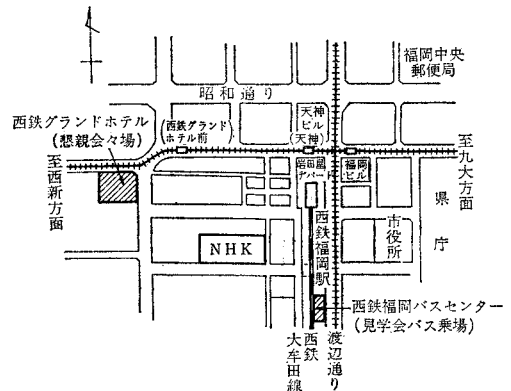 福岡中央
郵便局
昭和通り
西鉄グランドホテル
(懇親会々場)
(西鉄グランド
ホテル前)
天神
ビル
(天神)
至西新方面
岩田屋
デパート
福岡
ビル
至九大方面
県庁
市役所
西鉄福岡駅
NHK
西鉄福岡バスセンター
(見学会バス乗場)
渡辺通り
西鉄
大牟田線